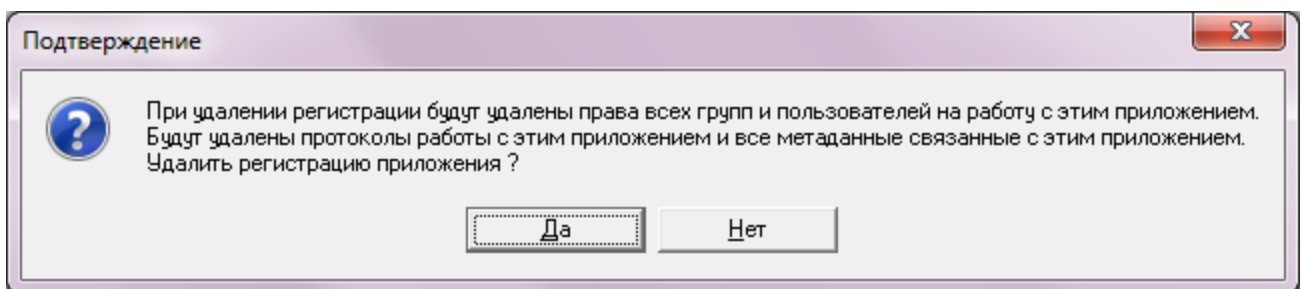 Подтверждение
При удалении регистрации будут удалены права всех групп и пользователей на работу с этим приложением.
Будут удалены протоколы работы с этим приложением и все метаданные связанные с этим приложением.
Удалить регистрацию приложения ?
Да
Нет